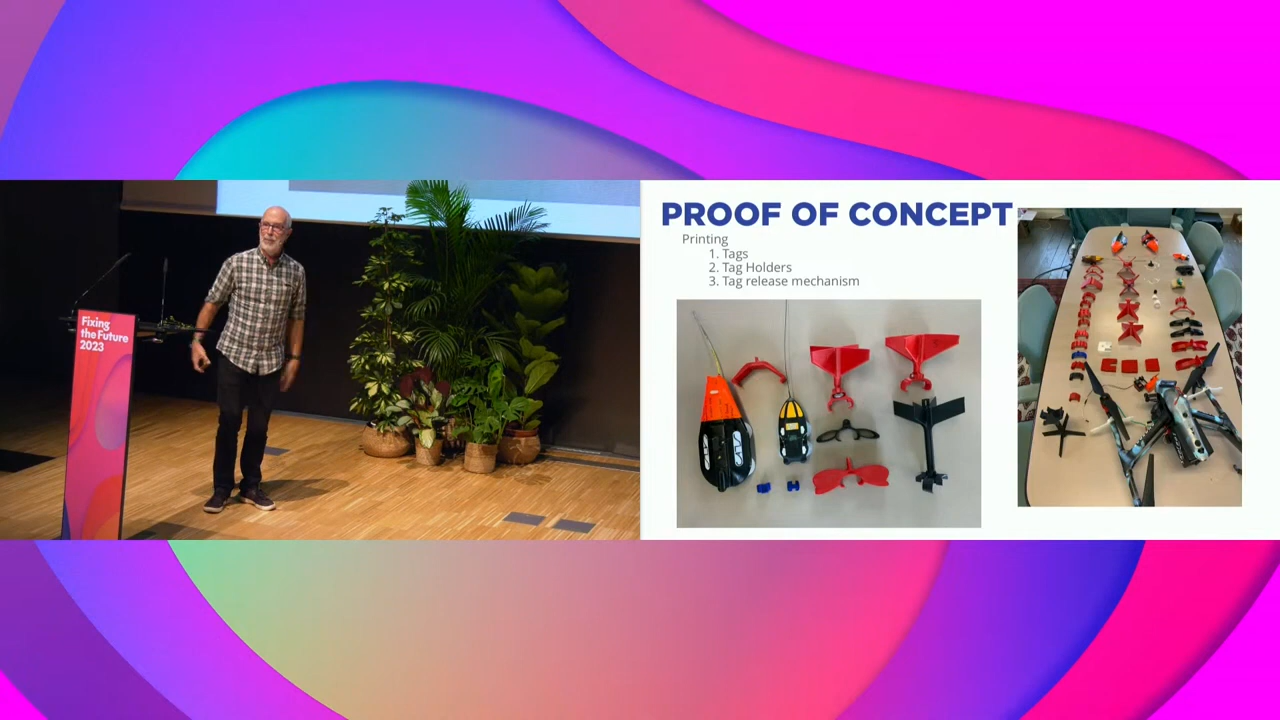 Fixing
the Future
2023
PROOF OF CONCEPT
Printing
1. Tags
2. Tag Holders
3. Tag release mechanism